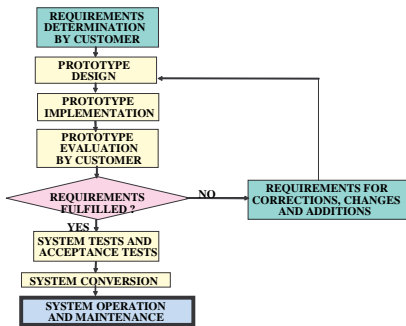 REQUIREMENTS
DETERMINATION
BY CUSTOMER
PROTOTYPE
DESIGN
PROTOTYPE
IMPLEMENTATION
PROTOTYPE
EVALUATION
BY CUSTOMER
REQUIREMENTS
FULFILLED ?
NO
REQUIREMENTS FOR
CORRECTIONS, CHANGES
AND ADDITIONS
YES
SYSTEM TESTS AND
ACCEPTANCE TESTS
SYSTEM CONVERSION
SYSTEM OPERATION
AND MAINTENANCE